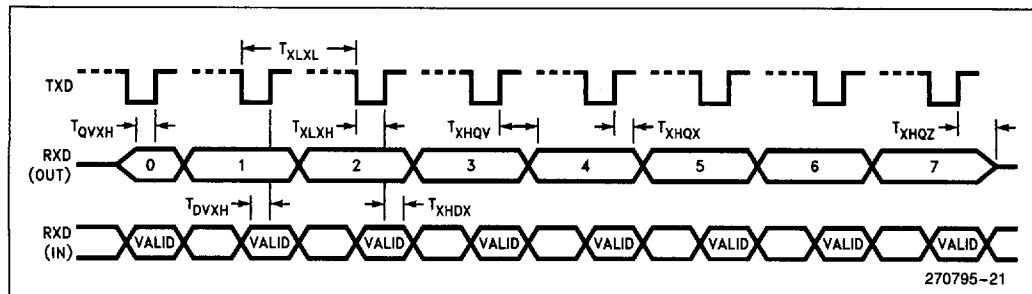 T_XLXL
TXD
T_QVXH T_XLXH T_XHQV T_XHQX T_XHQZ
RXD (OUT) 0 1 2 3 4 5 6 7
T_DVXH T_XHDX
RXD (IN) VALID VALID VALID VALID VALID VALID VALID VALID
270795-21